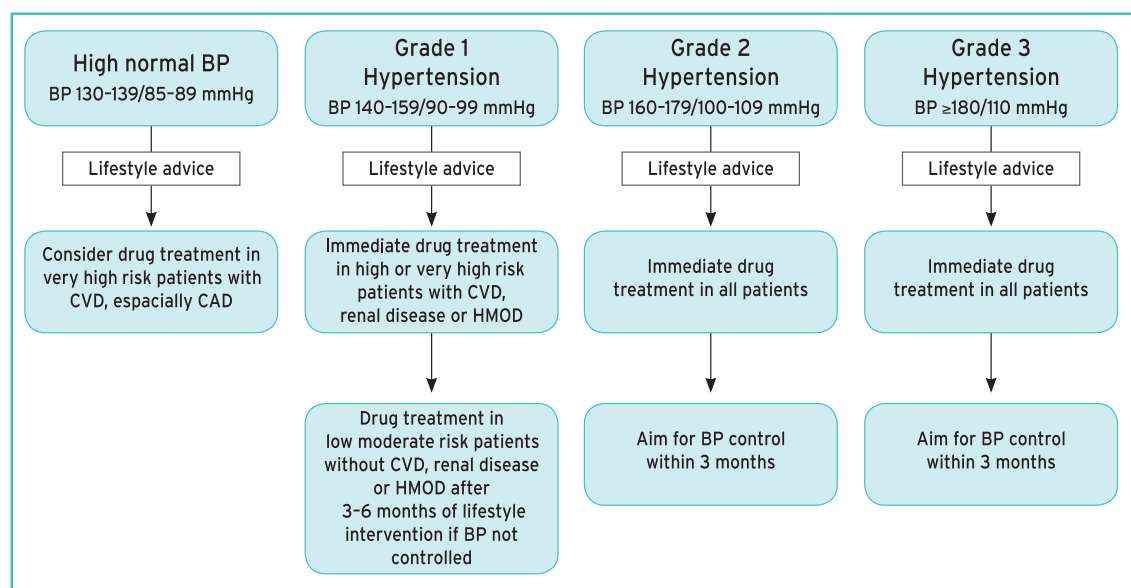 High normal BP
BP 130–139/85–89 mmHg
Lifestyle advice
Consider drug treatment in
very high risk patients with
CVD, espacially CAD
Grade 1
Hypertension
BP 140–159/90–99 mmHg
Lifestyle advice
Immediate drug treatment
in high or very high risk
patients with CVD,
renal disease or HMOD
Drug treatment in
low moderate risk patients
without CVD, renal disease
or HMOD after
3–6 months of lifestyle
intervention if BP not
controlled
Grade 2
Hypertension
BP 160–179/100–109 mmHg
Lifestyle advice
Immediate drug
treatment in all patients
Aim for BP control
within 3 months
Grade 3
Hypertension
BP ≥180/110 mmHg
Lifestyle advice
Immediate drug
treatment in all patients
Aim for BP control
within 3 months